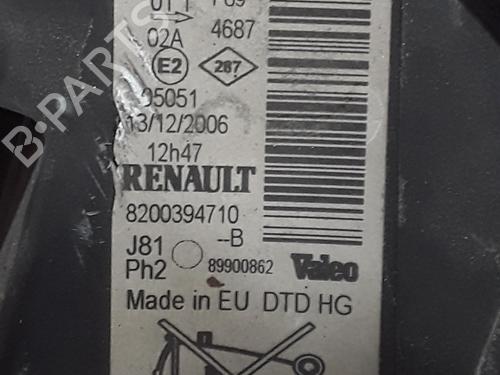 4687
02A
E2
267
05051
13/12/2006
12h47
RENAULT
8200394710
--B
J81
Ph2
89900862
Valeo
Made in EU DTD HG
B-PARTS